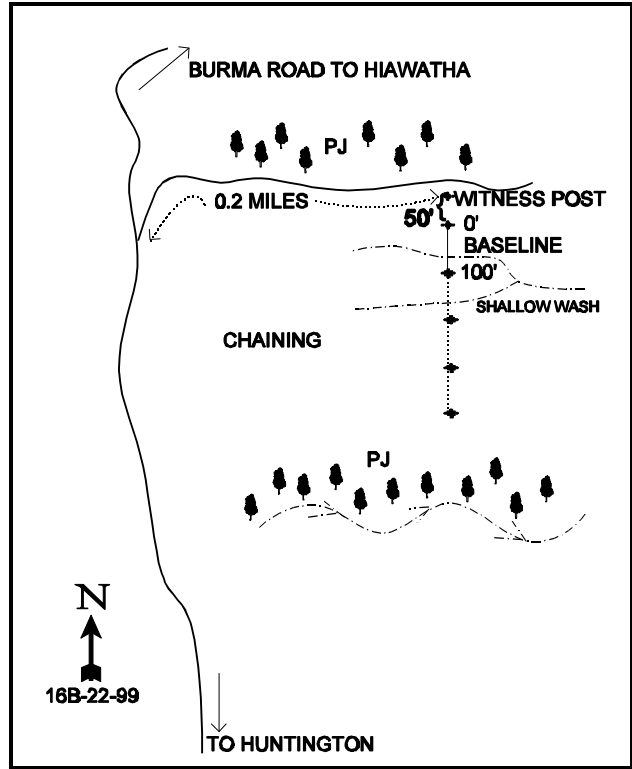 BURMA ROAD TO HIAWATHA
PJ
0.2 MILES
WITNESS POST
50'
0'
BASELINE
100'
SHALLOW WASH
CHAINING
PJ
N
16B-22-99
TO HUNTINGTON